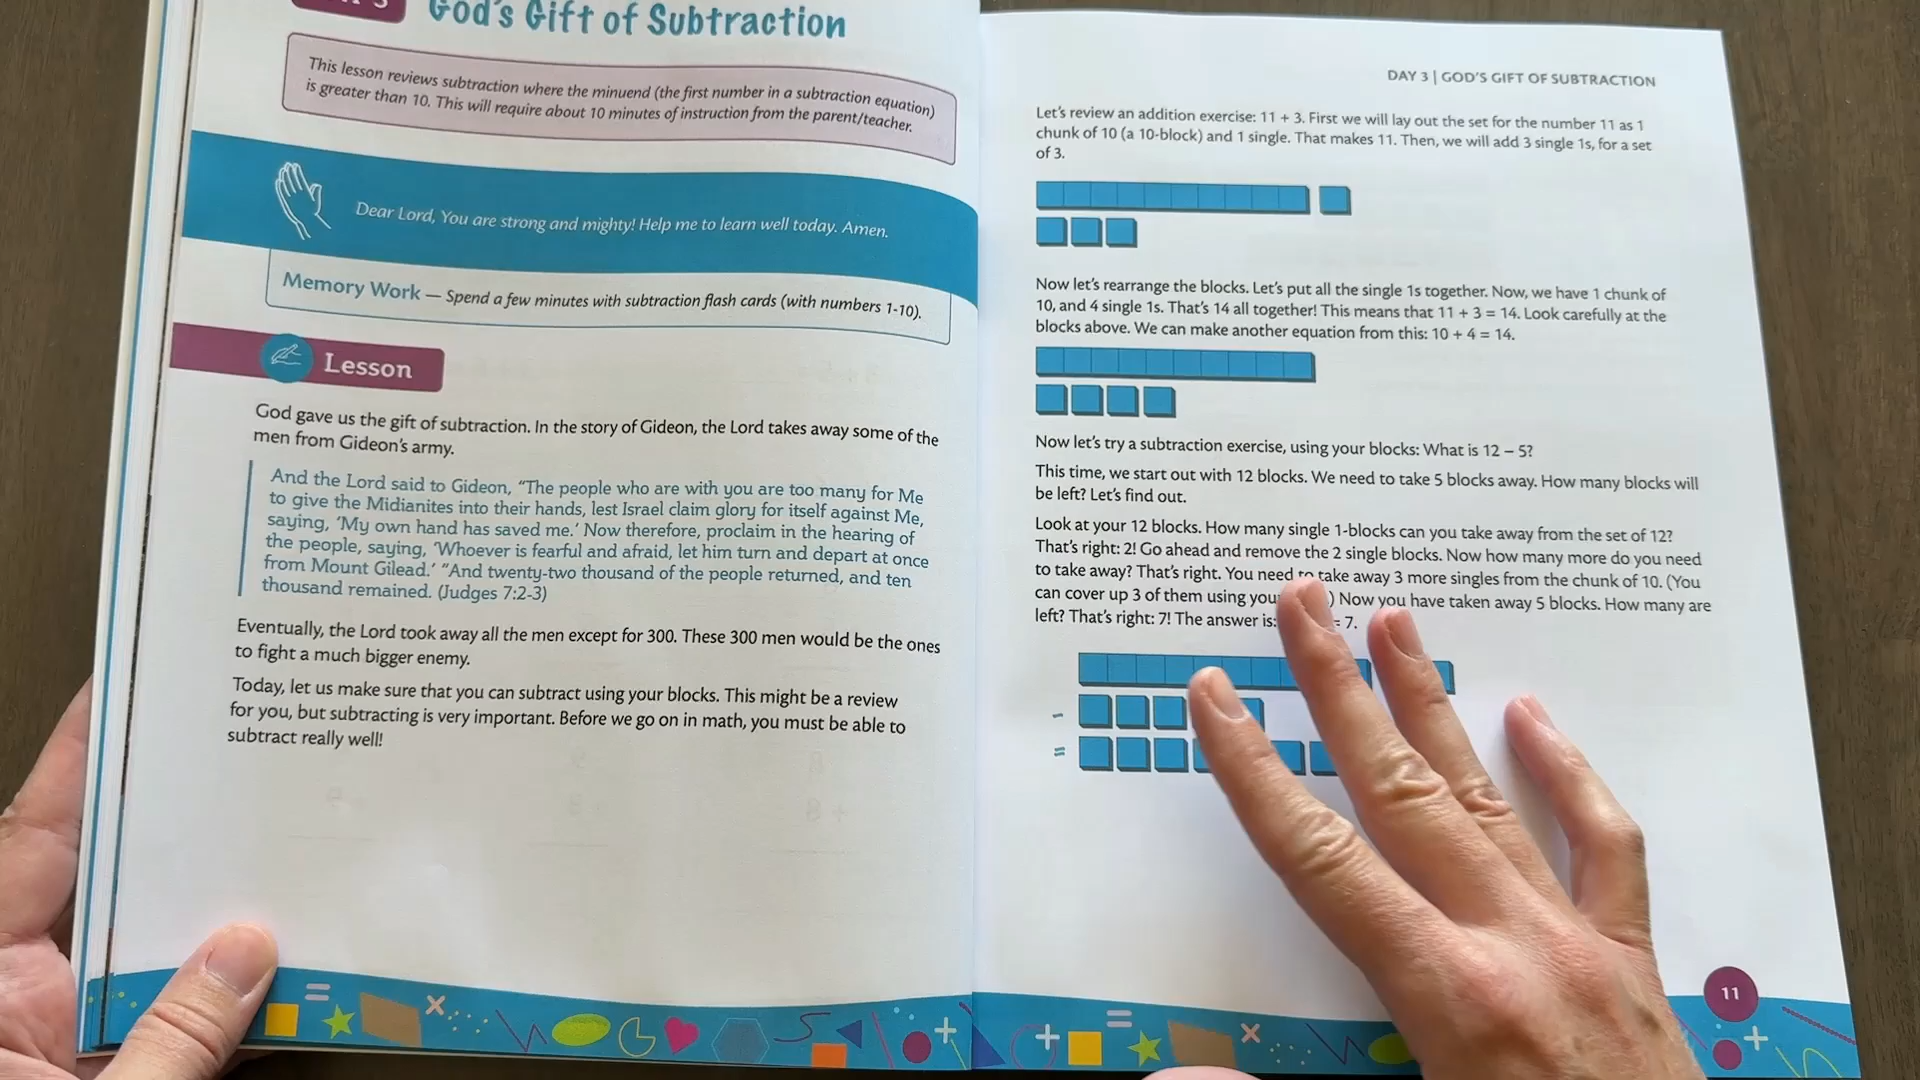 God's Gift of Subtraction
This lesson reviews subtraction where the minuend (the first number in a subtraction equation)
is greater than 10. This will require about 10 minutes of instruction from the parent/teacher.
Dear Lord, You are strong and mighty! Help me to learn well today. Amen.
Memory Work — Spend a few minutes with subtraction flash cards (with numbers 1-10).
Lesson
God gave us the gift of subtraction. In the story of Gideon, the Lord takes away some of the
men from Gideon's army.
And the Lord said to Gideon, “The people who are with you are too many for Me
to give the Midianites into their hands, lest Israel claim glory for itself against Me,
saying, ‘My own hand has saved me.’ Now therefore, proclaim in the hearing of
the people, saying, ‘Whoever is fearful and afraid, let him turn and depart at once
from Mount Gilead.’ “And twenty-two thousand of the people returned, and ten
thousand remained. (Judges 7:2-3)
Eventually, the Lord took away all the men except for 300. These 300 men would be the ones
to fight a much bigger enemy.
Today, let us make sure that you can subtract using your blocks. This might be a review
for you, but subtracting is very important. Before we go on in math, you must be able to
subtract really well!
DAY 3 | GOD'S GIFT OF SUBTRACTION
Let's review an addition exercise: 11 + 3. First we will lay out the set for the number 11 as 1
chunk of 10 (a 10-block) and 1 single. That makes 11. Then, we will add 3 single 1s, for a set
of 3.
Now let's rearrange the blocks. Let's put all the single 1s together. Now, we have 1 chunk of
10, and 4 single 1s. That's 14 all together! This means that 11 + 3 = 14. Look carefully at the
blocks above. We can make another equation from this: 10 + 4 = 14.
Now let's try a subtraction exercise, using your blocks: What is 12 – 5?
This time, we start out with 12 blocks. We need to take 5 blocks away. How many blocks will
be left? Let's find out.
Look at your 12 blocks. How many single 1-blocks can you take away from the set of 12?
That's right: 2! Go ahead and remove the 2 single blocks. Now how many more do you need
to take away? That's right. You need to take away 3 more singles from the chunk of 10. (You
can cover up 3 of them using you ) Now you have taken away 5 blocks. How many are
left? That's right: 7! The answer is: = 7.
–
=
11